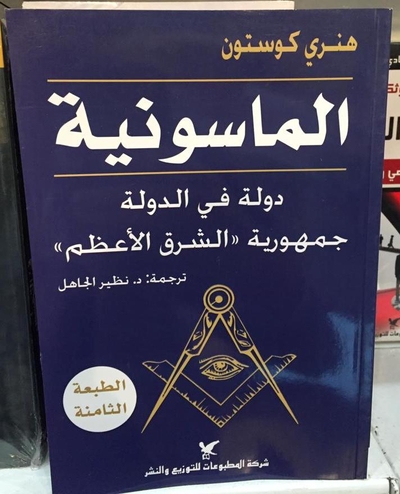 هنري كوستون
الماسونية
دولة في الدولة
جمهورية «الشرق الأعظم»
ترجمة: د. نظير الجاهل
الطبعة
الثامنة
شركة المطبوعات للتوزيع والنشر